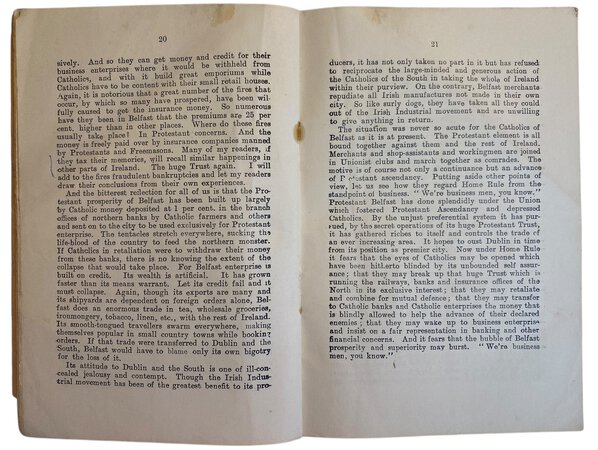 20
sively. And so they can get money and credit for their
business enterprises where it would be withheld from
Catholics, and with it build great emporiums while
Catholics have to be content with their small retail houses.
Again, it is notorious that a great number of the fires that
occur, by which so many have prospered, have been wil-
fully caused to get the insurance money. So numerous
have they been in Belfast that the premiums are 25 per
cent. higher than in other places. Where do these fires
usually take place? In Protestant concerns. And the
money is freely paid over by insurance companies manned
by Protestants and Freemasons. Many of my readers, if
they tax their memories, will recall similar happenings in
other parts of Ireland. The huge Trust again. I will
add to the fires fraudulent bankruptcies and let my readers
draw their conclusions from their own experiences.
And the bitterest reflection for all of us is that the Pro-
testant prosperity of Belfast has been built up largely
by Catholic money deposited at 1 per cent. in the branch
offices of northern banks by Catholic farmers and others
and sent on to the city to be used exclusively for Protestant
enterprise. The tentacles stretch everywhere, sucking the
life-blood of the country to feed the northern monster.
If Catholics in retaliation were to withdraw their money
from these banks, there is no knowing the extent of the
collapse that would take place. For Belfast enterprise is
built on credit. Its wealth is artificial. It has grown
faster than its means warrant. Let its credit fail and it
must collapse. Again, though its exports are many and
its shipyards are dependent on foreign orders alone, Bel-
fast does an enormous trade in tea, wholesale groceries,
ironmongery, tobacco, linen, etc., with the rest of Ireland.
Its smooth-tongued travellers swarm everywhere, making
themselves popular in small country towns while booking
orders. If that trade were transferred to Dublin and the
South, Belfast would have to blame only its own bigotry
for the loss of it.
Its attitude to Dublin and the South is one of ill-con-
cealed jealousy and contempt. Though the Irish Indus-
trial movement has been of the greatest benefit to its pro-
21
ducers, it has not only taken no part in it but has refused
to reciprocate the large-minded and generous action of
the Catholics of the South in taking the whole of Ireland
within their purview. On the contrary, Belfast merchants
repudiate all Irish manufactures not made in their own
city. So like surly dogs, they have taken all they could
out of the Irish Industrial movement and are unwilling
to give anything in return.
The situation was never so acute for the Catholics of
Belfast as it is at present. The Protestant element is all
bound together against them and the rest of Ireland.
Merchants and shop-assistants and workingmen are joined
in Unionist clubs and march together as comrades. The
motive is of course not only a continuance but an advance
of Protestant ascendancy. Putting aside other points of
view, let us see how they regard Home Rule from the
standpoint of business. “ We're business men, you know.”
Protestant Belfast has done splendidly under the Union
which fostered Protestant Ascendancy and depressed
Catholics. By the unjust preferential system it has pur-
sued, by the secret operations of its huge Protestant Trust,
it has gathered riches to itself and controls the trade of
an ever increasing area. It hopes to oust Dublin in time
from its position as premier city. Now under Home Rule
it fears that the eyes of Catholics may be opened which
have been hitherto blinded by its unbounded self assur-
ance; that they may break up that huge Trust which is
running the railways, banks and insurance offices of the
North in its exclusive interest; that they may retaliate
and combine for mutual defence; that they may transfer
to Catholic banks and Catholic enterprises the money that
is blindly allowed to help the advance of their declared
enemies; that they may wake up to business enterprise
and insist on a fair representation in banking and other
financial concerns. And it fears that the bubble of Belfast
prosperity and superiority may burst. “ We're business
men, you know.”